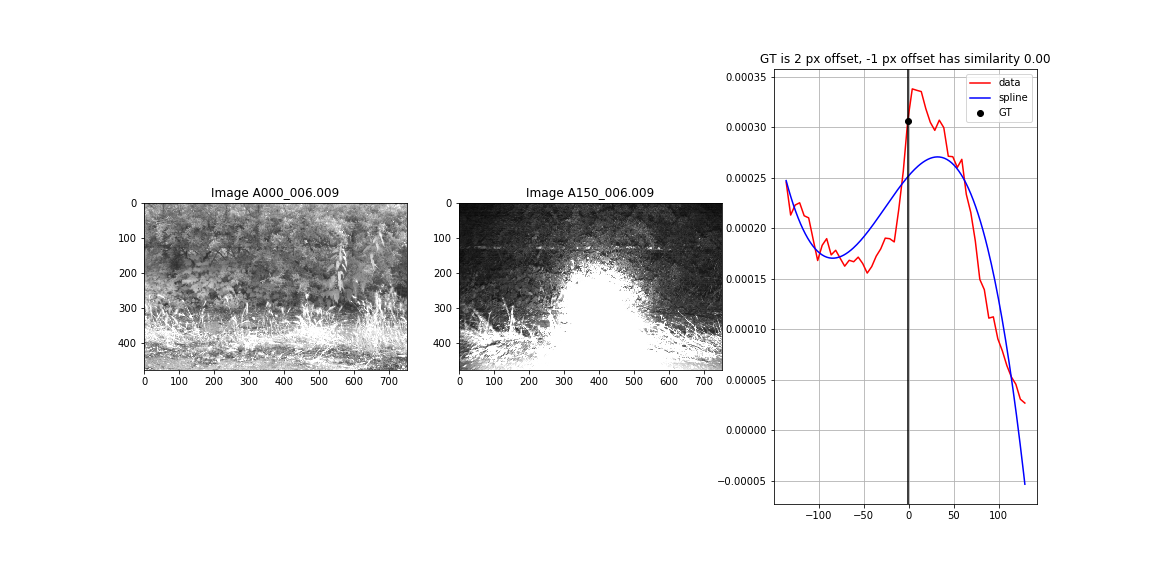 GT is 2 px offset, -1 px offset has similarity 0.00
Image A000_006.009
0
100
200
300
400
0 100 200 300 400 500 600 700
Image A150_006.009
0
100
200
300
400
0 100 200 300 400 500 600 700
data
spline
GT
0.00035
0.00030
0.00025
0.00020
0.00015
0.00010
0.00005
0.00000
−0.00005
−100 −50 0 50 100